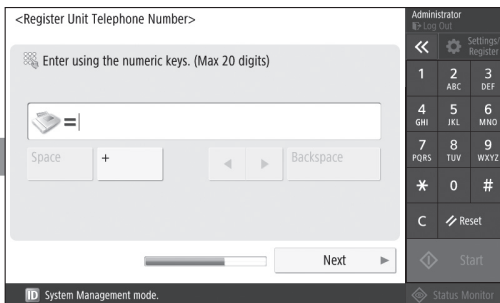 <Register Unit Telephone Number>
Enter using the numeric keys. (Max 20 digits)
=
Space + ◀ ▶ Backspace
Next ▶
ID System Management mode.
Administrator
Log Out
Settings/
Register
1 2 3
ABC DEF
4 5 6
GHI JKL MNO
7 8 9
PQRS TUV WXYZ
* 0 #
C Reset
Start
Status Monitor